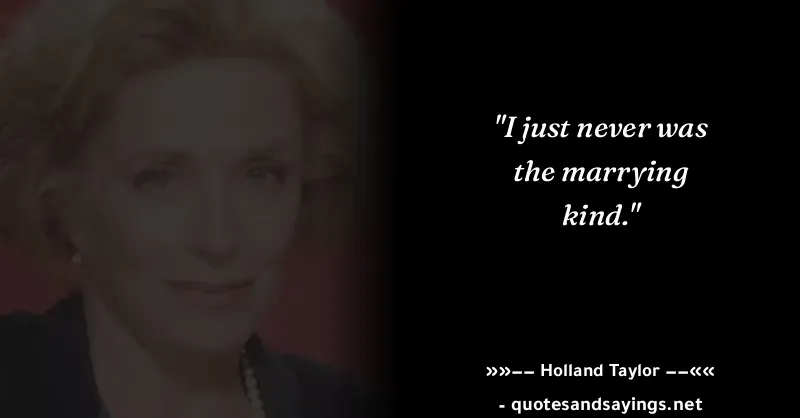 "I just never was
the marrying
kind."
»»−− Holland Taylor −−««
- quotesandsayings.net